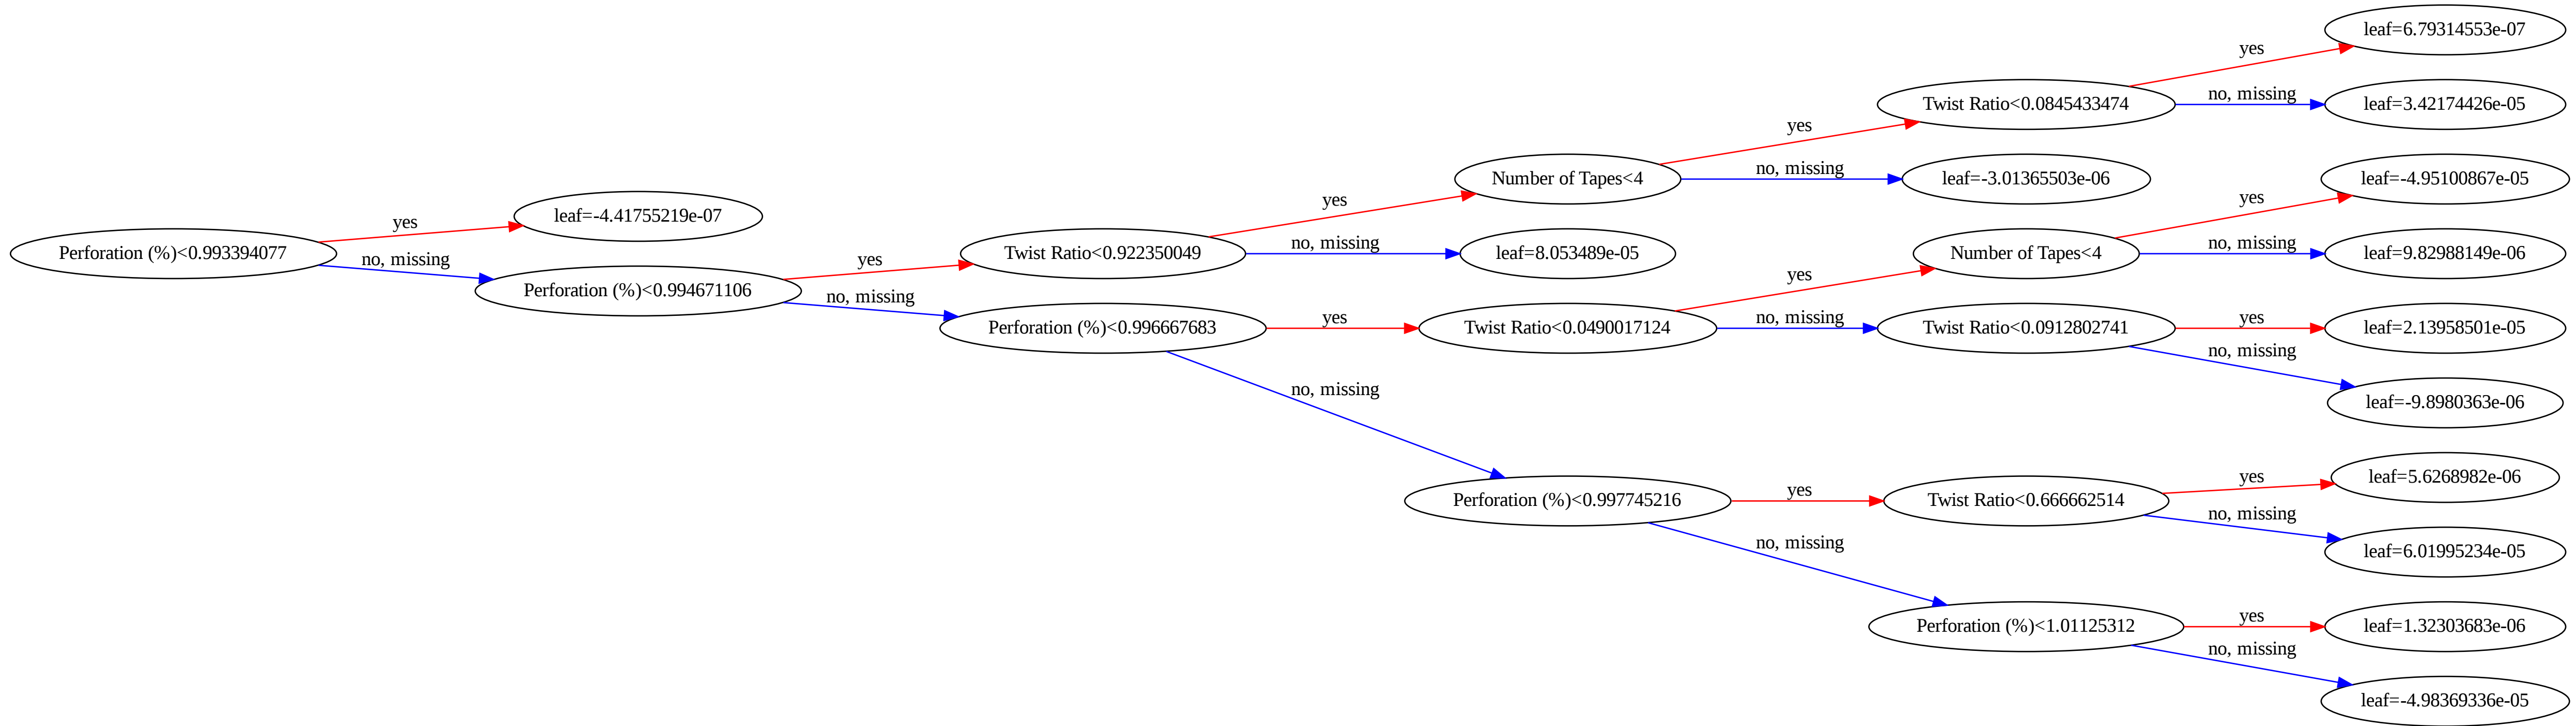 Perforation (%)<0.993394077
yes
no, missing
leaf=-4.41755219e-07
Perforation (%)<0.994671106
yes
no, missing
Twist Ratio<0.922350049
yes
no, missing
Perforation (%)<0.996667683
yes
no, missing
Number of Tapes<4
yes
no, missing
leaf=8.053489e-05
Twist Ratio<0.0490017124
yes
no, missing
Perforation (%)<0.997745216
yes
no, missing
Twist Ratio<0.0845433474
yes
no, missing
leaf=-3.01365503e-06
Number of Tapes<4
yes
no, missing
Twist Ratio<0.0912802741
yes
no, missing
Twist Ratio<0.666662514
yes
no, missing
Perforation (%)<1.01125312
yes
no, missing
leaf=6.79314553e-07
leaf=3.42174426e-05
leaf=-4.95100867e-05
leaf=9.82988149e-06
leaf=2.13958501e-05
leaf=-9.8980363e-06
leaf=5.6268982e-06
leaf=6.01995234e-05
leaf=1.32303683e-06
leaf=-4.98369336e-05